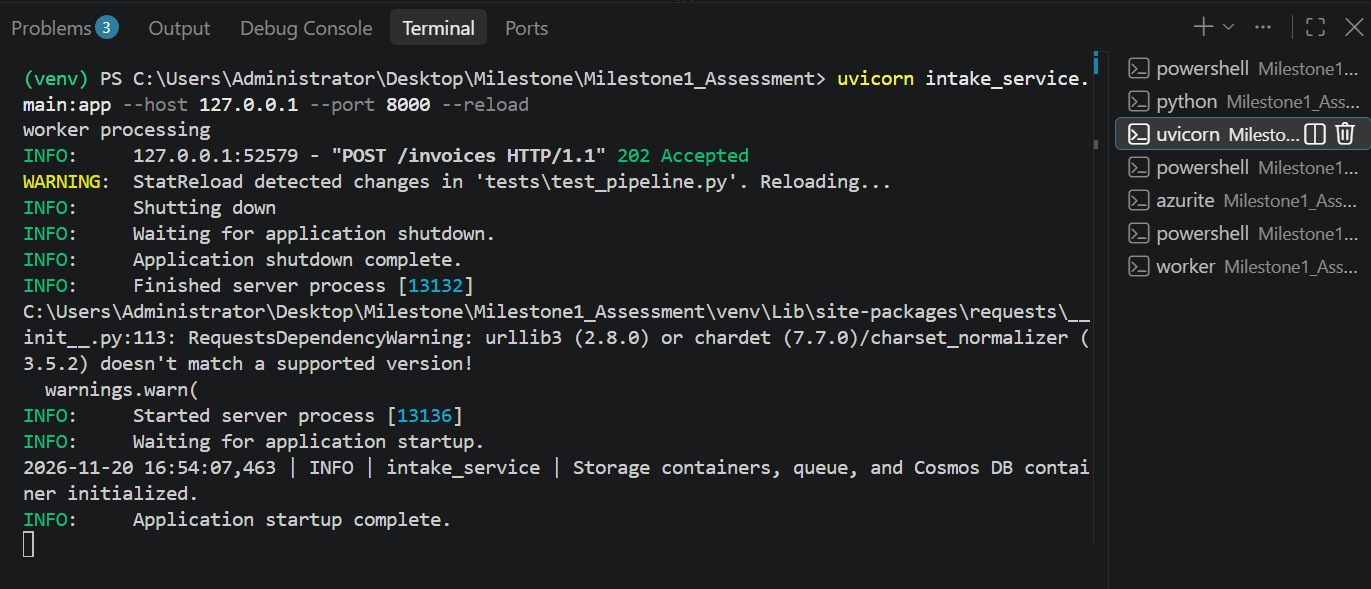 Problems 3 Output Debug Console Terminal Ports
(venv) PS C:\Users\Administrator\Desktop\Milestone\Milestone1_Assessment> uvicorn intake_service.
main:app --host 127.0.0.1 --port 8000 --reload
worker processing
INFO:     127.0.0.1:52579 - "POST /invoices HTTP/1.1" 202 Accepted
WARNING:  StatReload detected changes in 'tests\test_pipeline.py'. Reloading...
INFO:     Shutting down
INFO:     Waiting for application shutdown.
INFO:     Application shutdown complete.
INFO:     Finished server process [13132]
C:\Users\Administrator\Desktop\Milestone\Milestone1_Assessment\venv\Lib\site-packages\requests\__
init__.py:113: RequestsDependencyWarning: urllib3 (2.8.0) or chardet (7.7.0)/charset_normalizer (
3.5.2) doesn't match a supported version!
  warnings.warn(
INFO:     Started server process [13136]
INFO:     Waiting for application startup.
2026-11-20 16:54:07,463 | INFO | intake_service | Storage containers, queue, and Cosmos DB contai
ner initialized.
INFO:     Application startup complete.
powershell Milestone1...
python Milestone1_Ass...
uvicorn Milesto...
powershell Milestone1...
azurite Milestone1_Ass...
powershell Milestone1...
worker Milestone1_Ass...